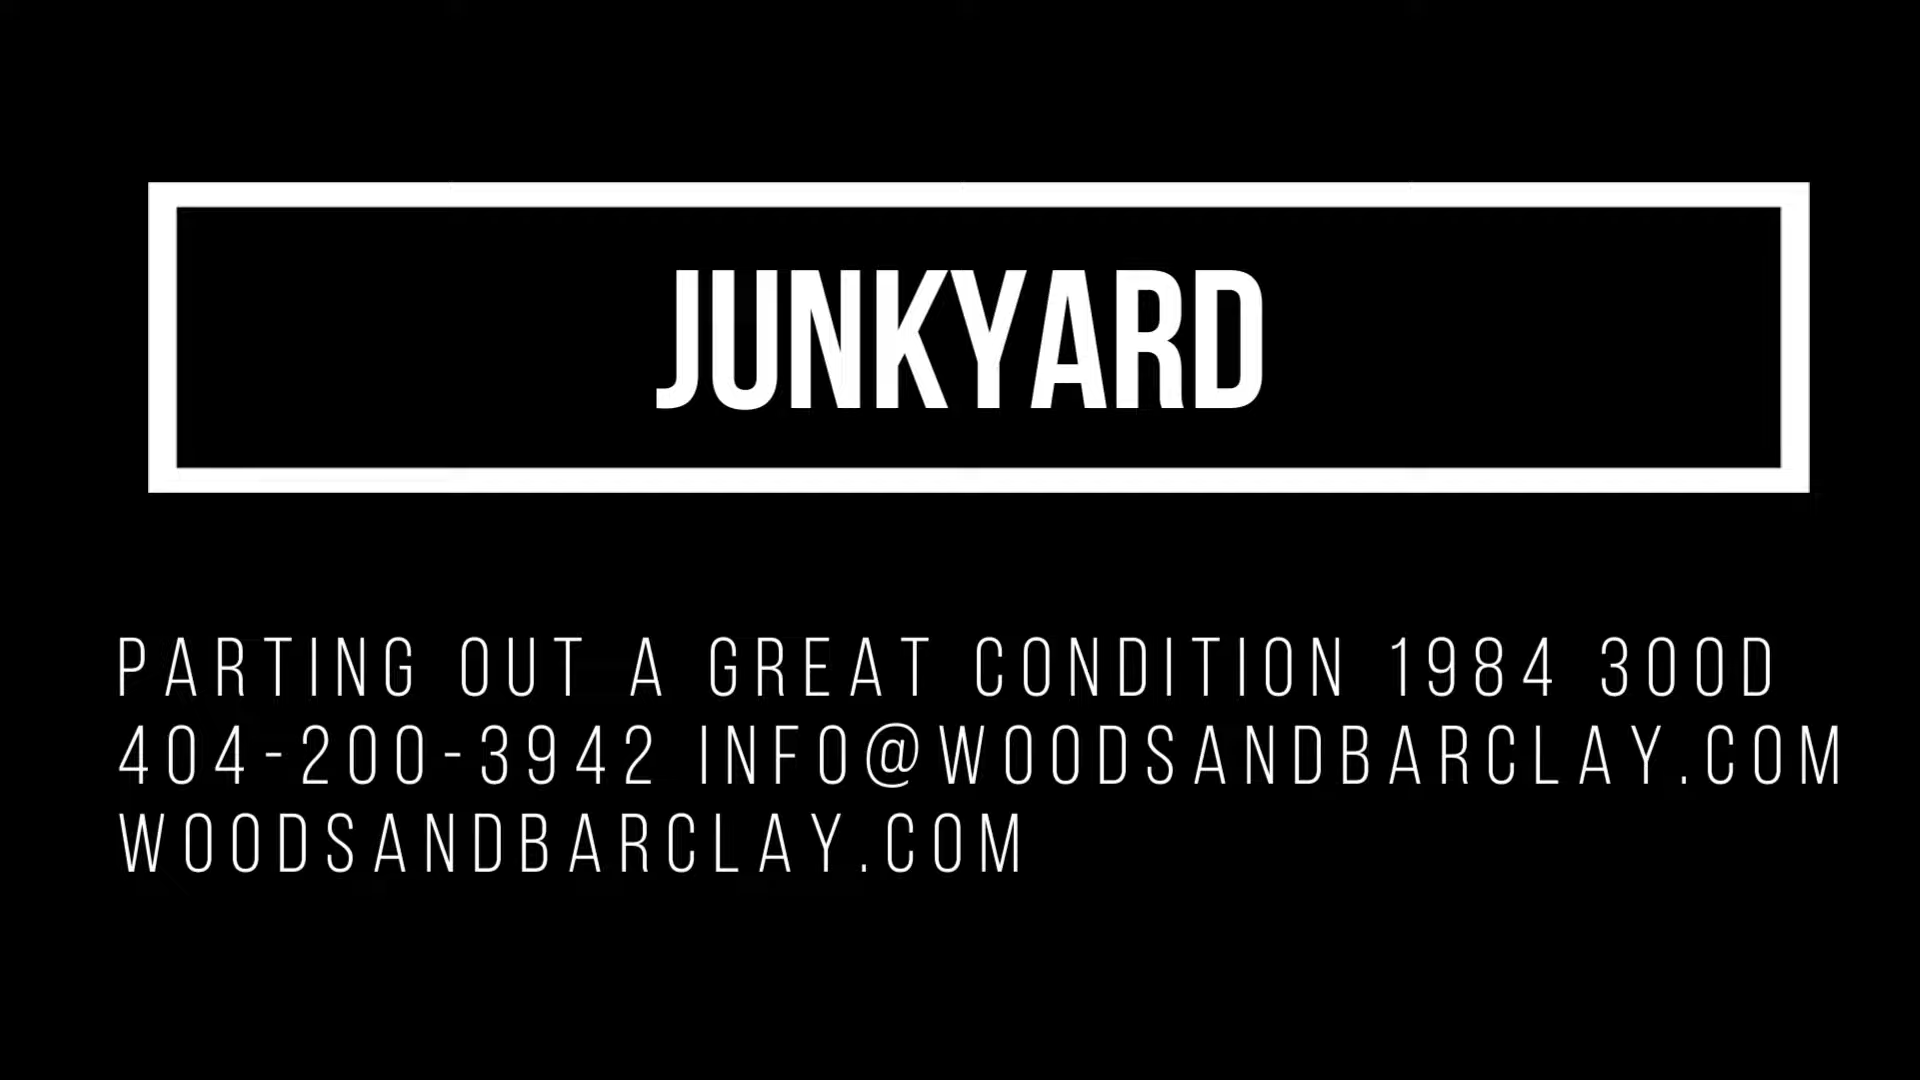 JUNKYARD
PARTING OUT A GREAT CONDITION 1984 300D
404-200-3942 INFO@WOODSANDBARCLAY.COM
WOODSANDBARCLAY.COM